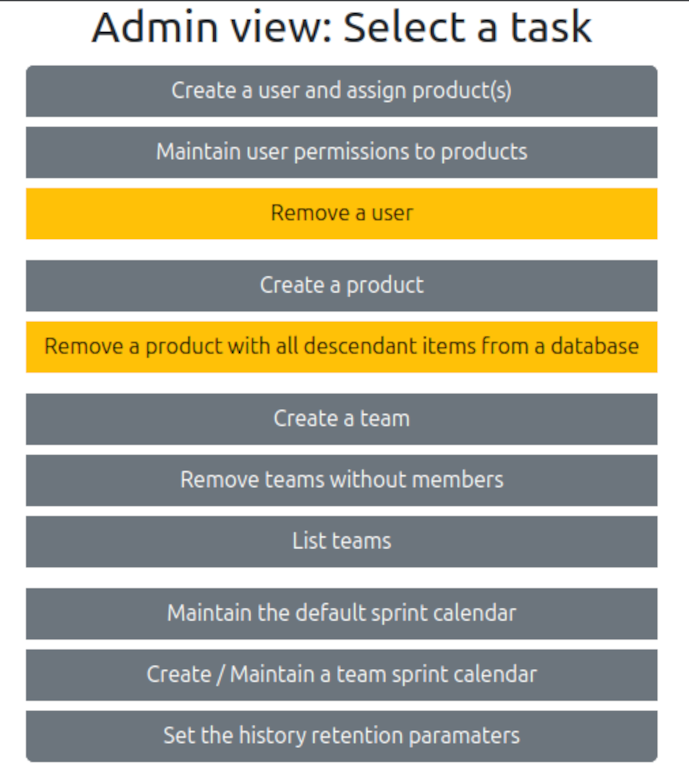 Admin view: Select a task
Create a user and assign product(s)
Maintain user permissions to products
Remove a user
Create a product
Remove a product with all descendant items from a database
Create a team
Remove teams without members
List teams
Maintain the default sprint calendar
Create / Maintain a team sprint calendar
Set the history retention paramaters